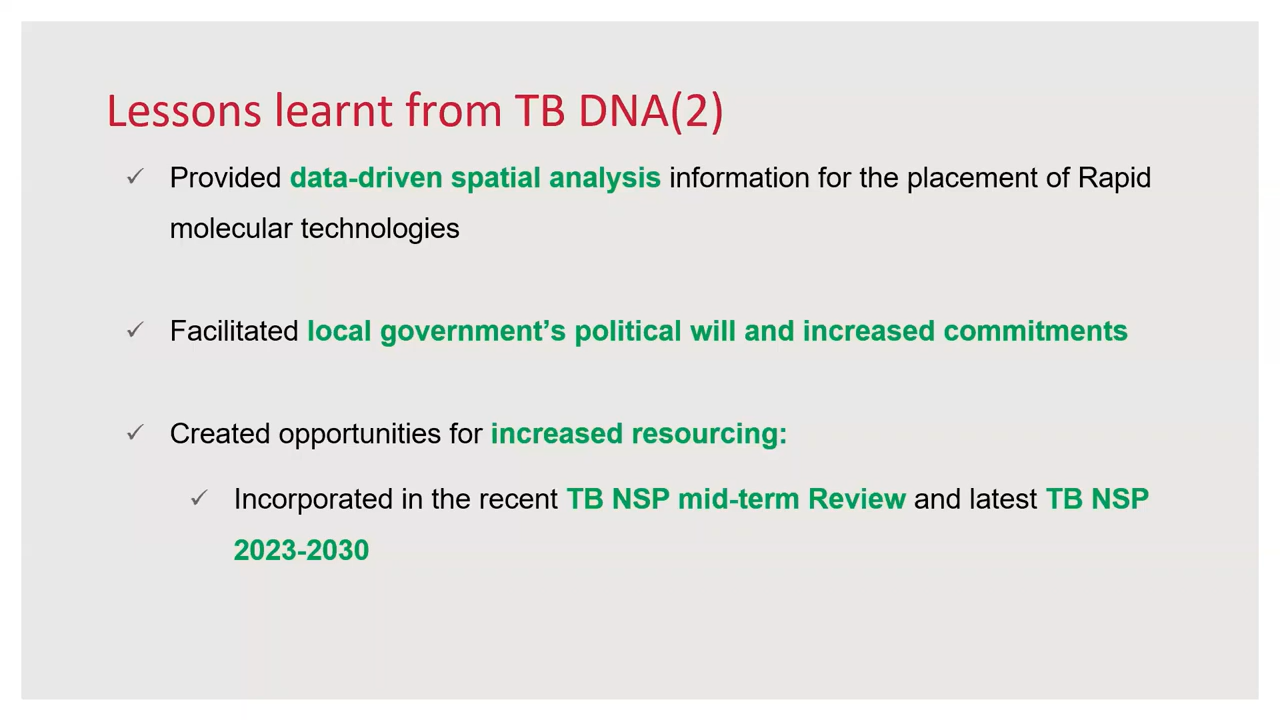 Lessons learnt from TB DNA(2)
✓ Provided data-driven spatial analysis information for the placement of Rapid
molecular technologies
✓ Facilitated local government’s political will and increased commitments
✓ Created opportunities for increased resourcing:
✓ Incorporated in the recent TB NSP mid-term Review and latest TB NSP
2023-2030